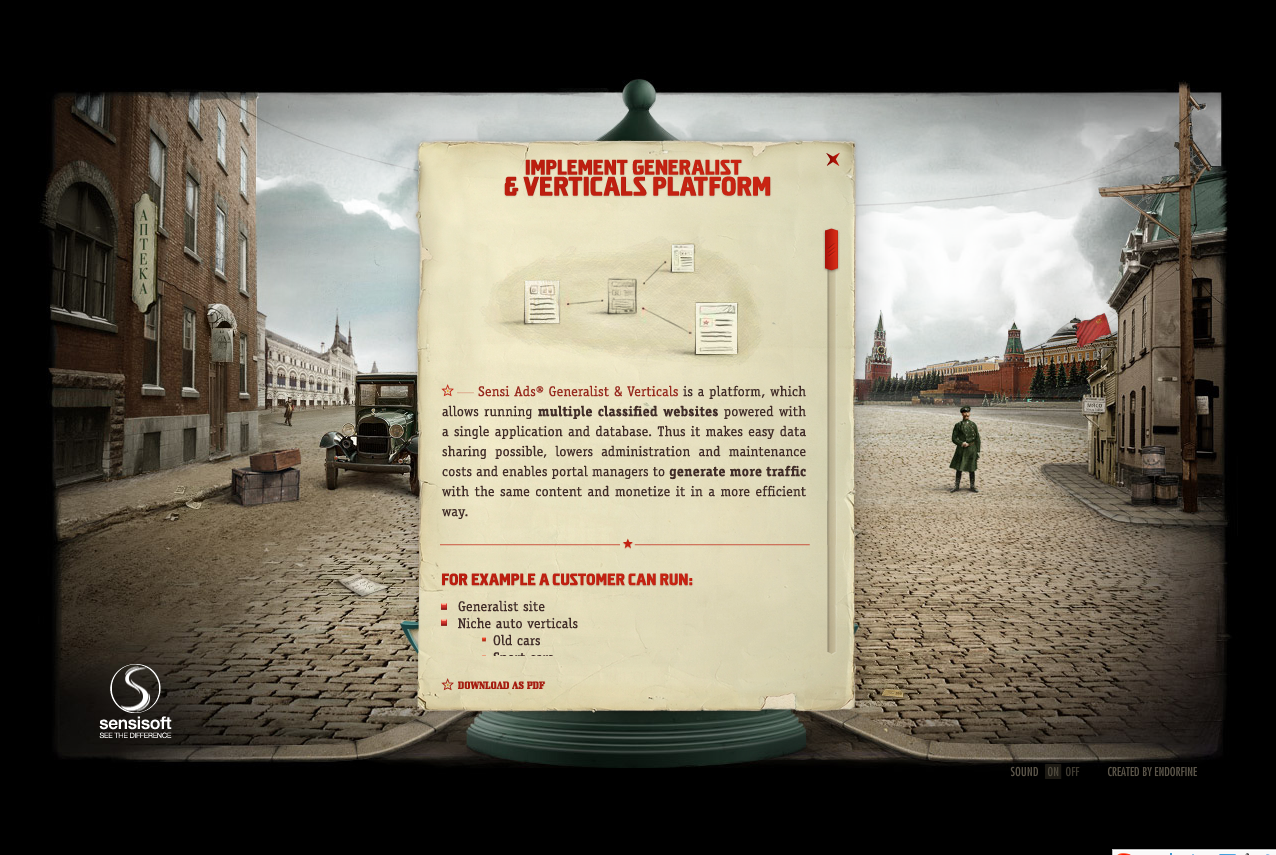 IMPLEMENT GENERALIST
& VERTICALS PLATFORM
АПТЕКА
Sensi Ads® Generalist & Verticals is a platform, which
allows running multiple classified websites powered with
a single application and database. Thus it makes easy data
sharing possible, lowers administration and maintenance
costs and enables portal managers to generate more traffic
with the same content and monetize it in a more efficient
way.
FOR EXAMPLE A CUSTOMER CAN RUN:
Generalist site
Niche auto verticals
Old cars
DOWNLOAD AS PDF
sensisoft
SEE THE DIFFERENCE
SOUND ON OFF
CREATED BY ENDORFINE